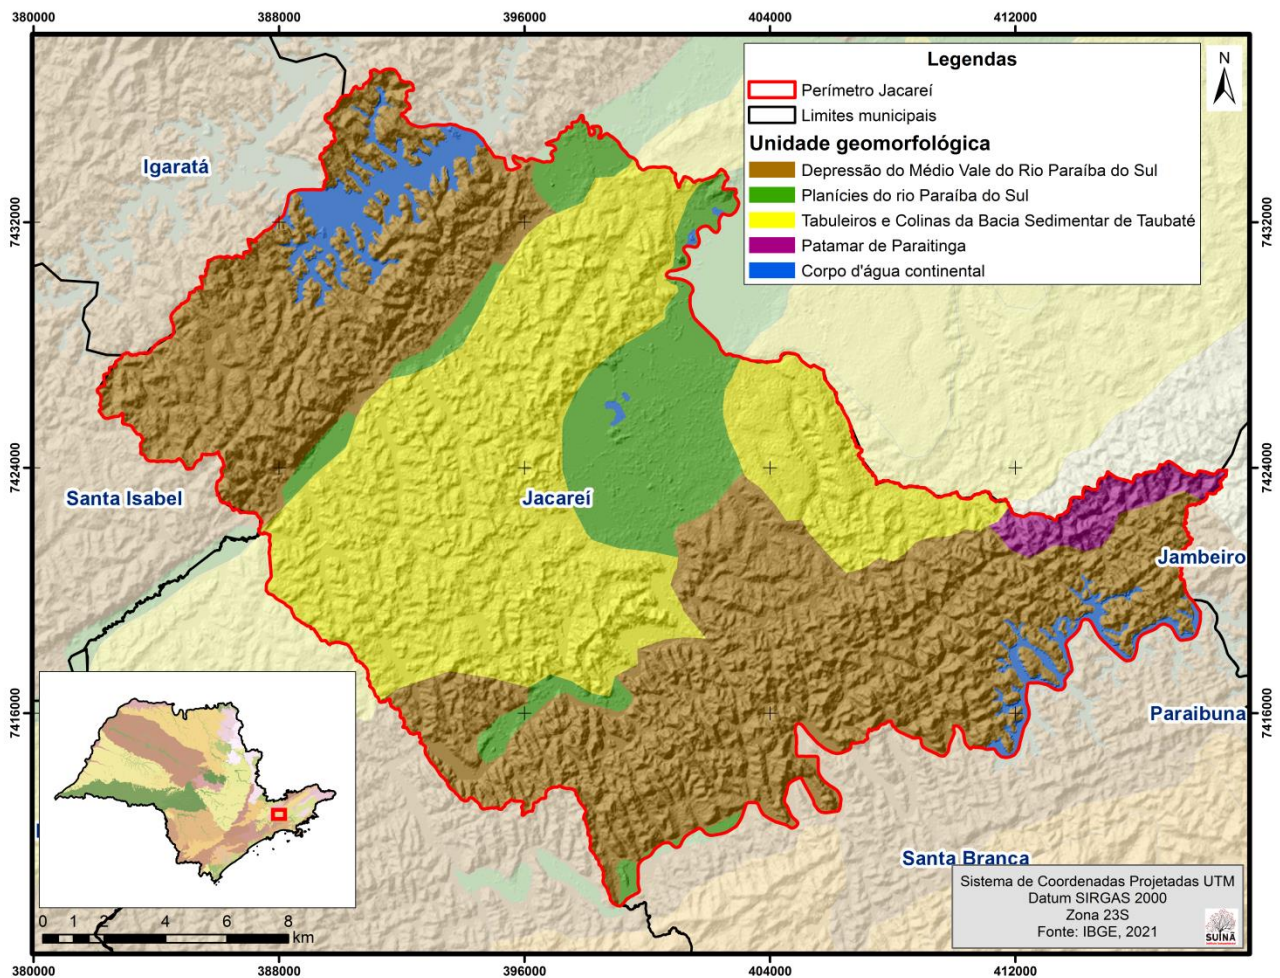 380000 388000 396000 404000 412000
Legendas
Perímetro Jacareí
Limites municipais
Unidade geomorfológica
Depressão do Médio Vale do Rio Paraíba do Sul
Planícies do rio Paraíba do Sul
Tabuleiros e Colinas da Bacia Sedimentar de Taubaté
Patamar de Paraitinga
Corpo d'água continental
N
Igaratá
7432000 7432000
7424000 7424000
Santa Isabel
Jacareí
Jambeiro
7416000 7416000
Paraibuna
Santa Branca
0 1 2 4 6 8
km
Sistema de Coordenadas Projetadas UTM
Datum SIRGAS 2000
Zona 23S
Fonte: IBGE, 2021
SUINÃ
380000 388000 396000 404000 412000